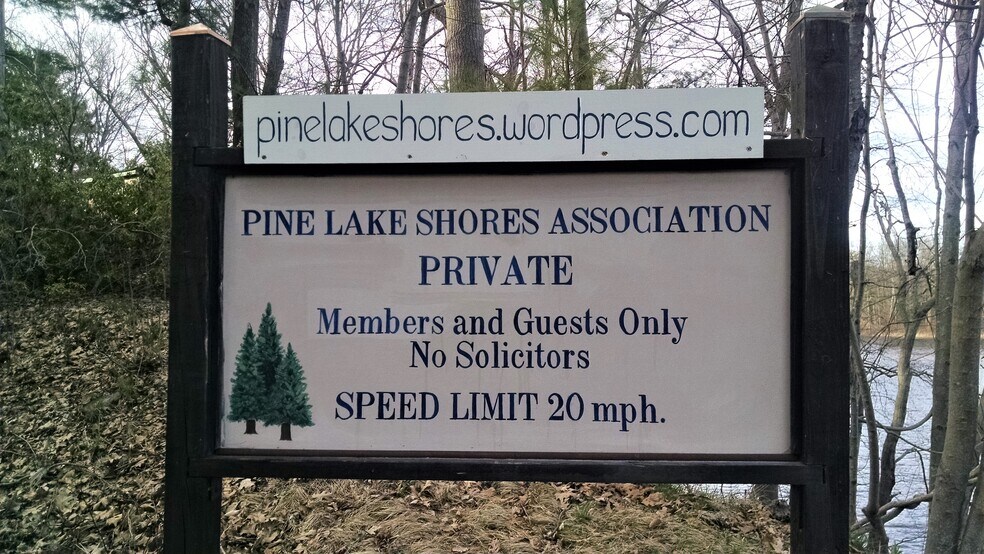 pinelakeshores.wordpress.com
PINE LAKE SHORES ASSOCIATION
PRIVATE
Members and Guests Only
No Solicitors
SPEED LIMIT 20 mph.